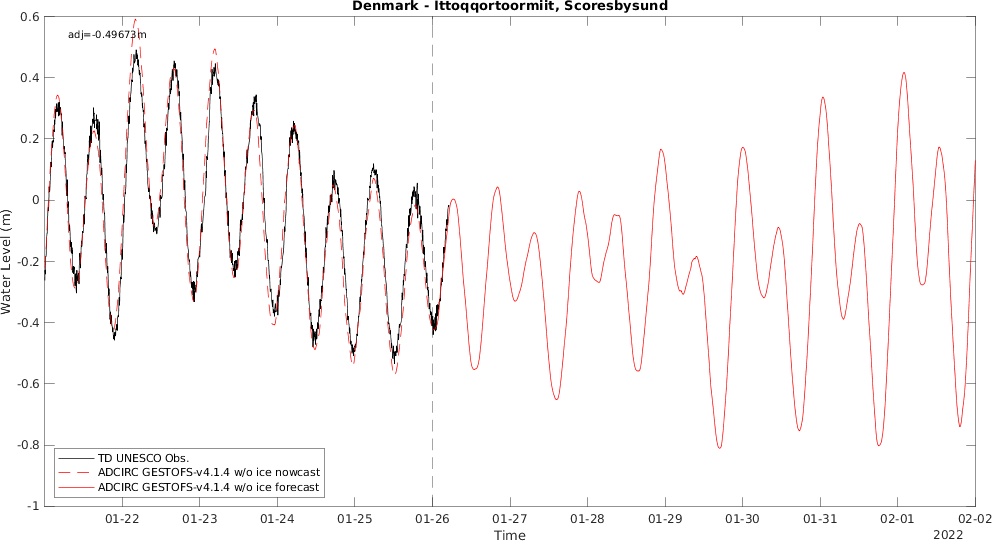 Denmark - Ittoqqortoormiit, Scoresbysund
adj=-0.49673m
0.6
0.4
0.2
0
-0.2
-0.4
-0.6
-0.8
-1
Water Level (m)
TD UNESCO Obs.
ADCIRC GESTOFS-v4.1.4 w/o ice nowcast
ADCIRC GESTOFS-v4.1.4 w/o ice forecast
01-22 01-23 01-24 01-25 01-26 01-27 01-28 01-29 01-30 01-31 02-01 02-02
Time
2022